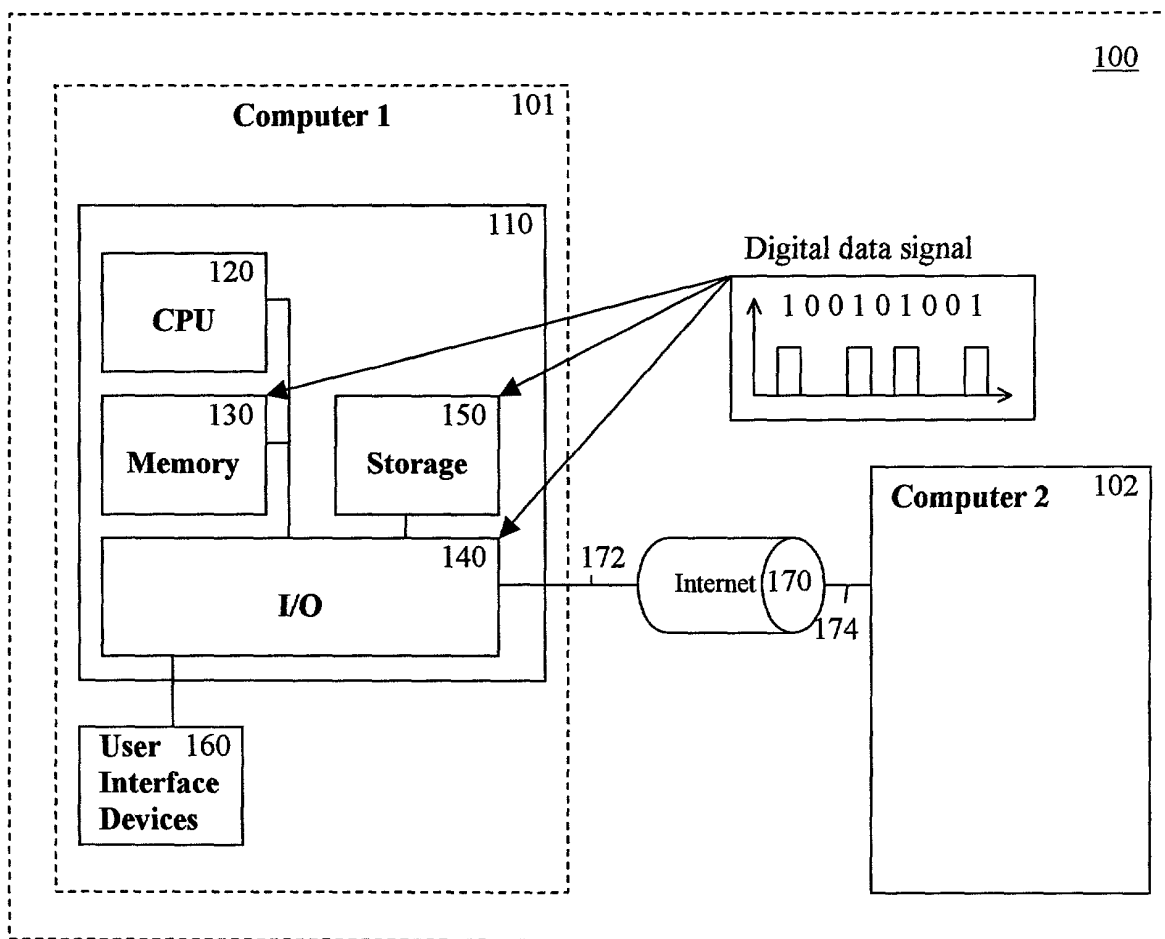 100
Computer 1
101
110
120
CPU
130
Memory
150
Storage
140
I/O
User 160
Interface
Devices
Digital data signal
1 0 0 1 0 1 0 0 1
172
Internet
170
174
Computer 2
102